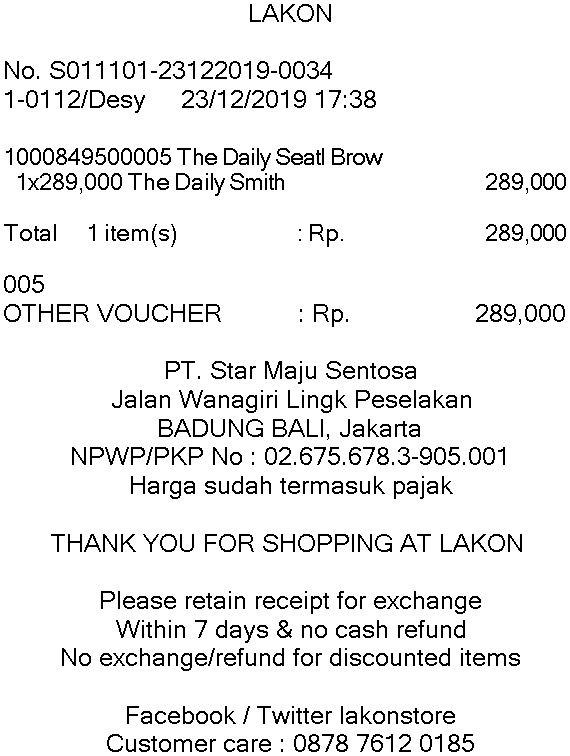 LAKON
No. S011101-23122019-0034
1-0112/Desy 23/12/2019 17:38
1000849500005 The Daily Seatl Brow
1x289,000 The Daily Smith 289,000
Total 1 item(s) : Rp. 289,000
005
OTHER VOUCHER : Rp. 289,000
PT. Star Maju Sentosa
Jalan Wanagiri Lingk Peselakan
BADUNG BALI, Jakarta
NPWP/PKP No : 02.675.678.3-905.001
Harga sudah termasuk pajak
THANK YOU FOR SHOPPING AT LAKON
Please retain receipt for exchange
Within 7 days & no cash refund
No exchange/refund for discounted items
Facebook / Twitter lakonstore
Customer care : 0878 7612 0185